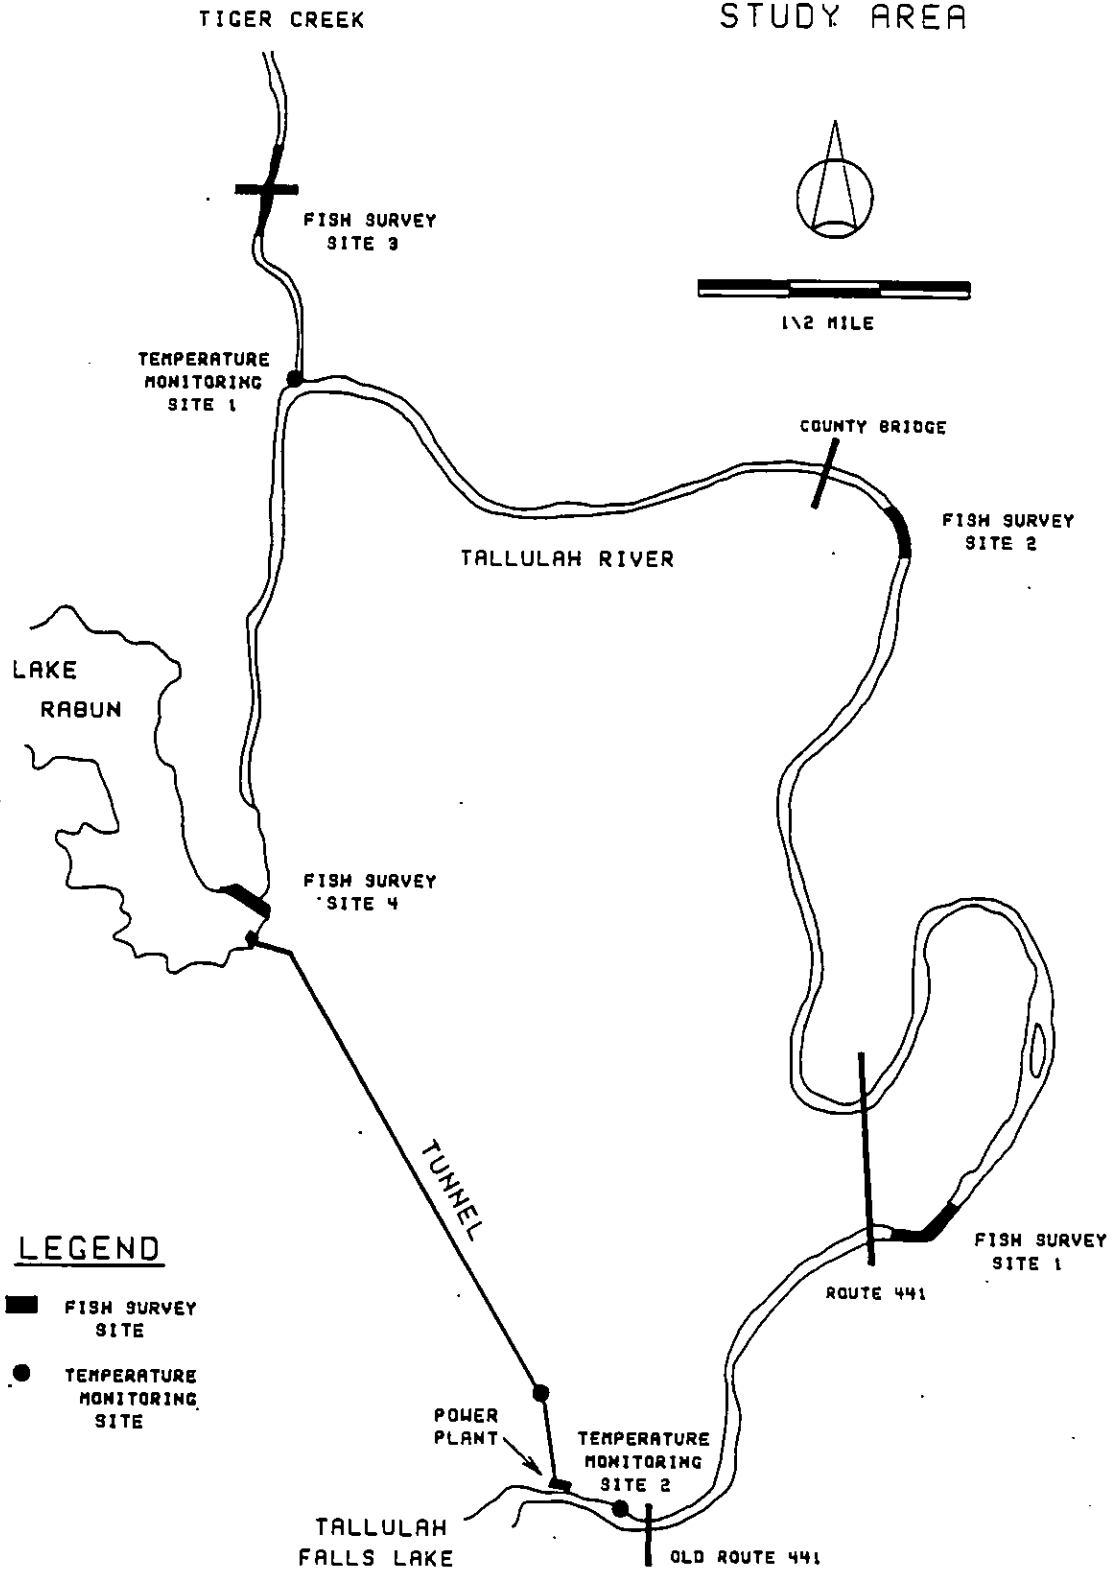 TIGER CREEK
STUDY AREA
FISH SURVEY
SITE 3
1\2 MILE
TEMPERATURE
MONITORING
SITE 1
COUNTY BRIDGE
FISH SURVEY
SITE 2
TALLULAH RIVER
LAKE
RABUN
FISH SURVEY
SITE 4
TUNNEL
LEGEND
FISH SURVEY
SITE
TEMPERATURE
MONITORING
SITE
FISH SURVEY
SITE 1
ROUTE 441
POWER
PLANT
TEMPERATURE
MONITORING
SITE 2
TALLULAH
FALLS LAKE
OLD ROUTE 441